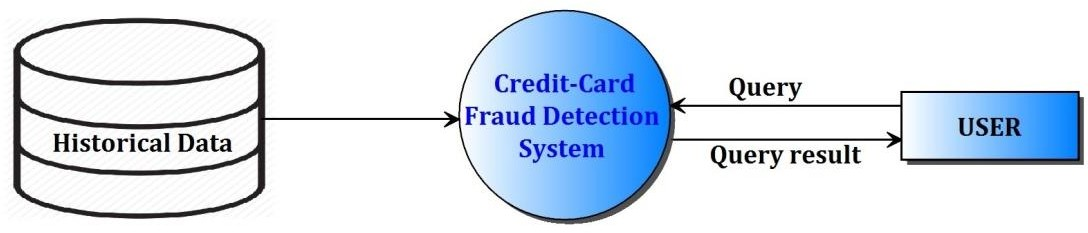 Historical Data
Credit-Card
Fraud Detection
System
Query
Query result
USER